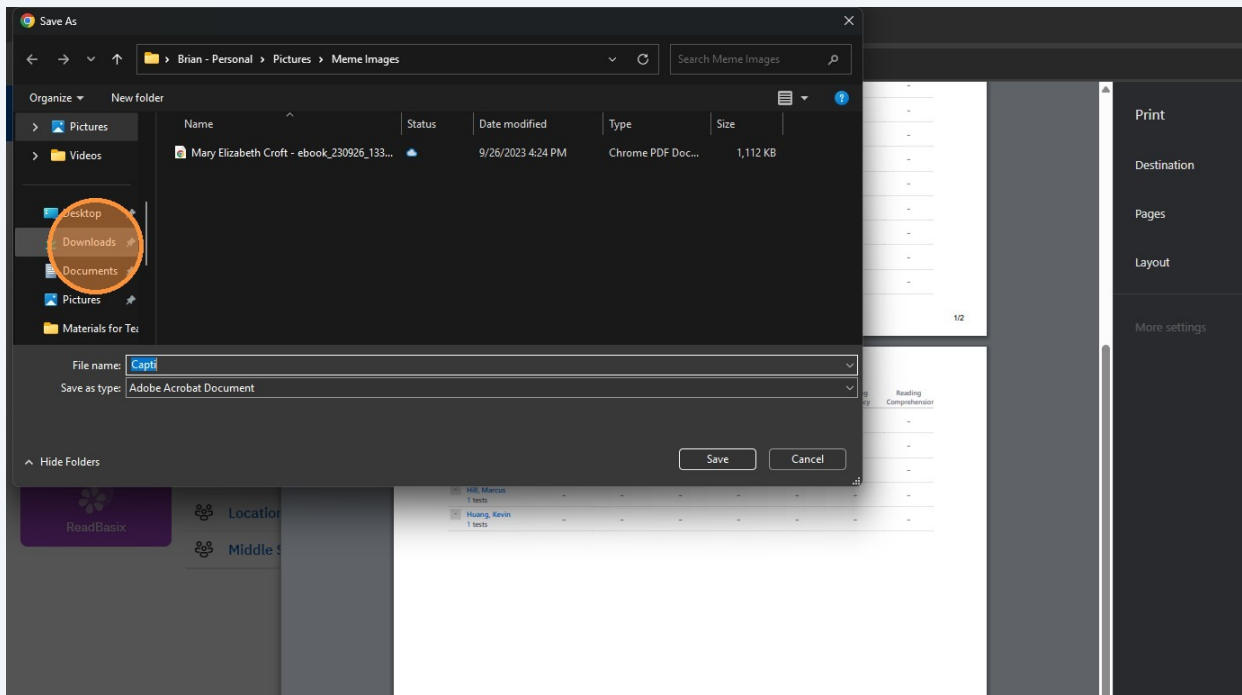 Save As
Brian - Personal > Pictures > Meme Images
Search Meme Images
Organize
New folder
Name
Status
Date modified
Type
Size
Pictures
Videos
Mary Elizabeth Croft - ebook_230926_133...
9/26/2023 4:24 PM
Chrome PDF Doc...
1,112 KB
Desktop
Downloads
Documents
Pictures
Materials for Tea
File name: Capti
Save as type: Adobe Acrobat Document
Hide Folders
Save
Cancel
ReadBasix
Location
Middle S
1/2
Reading
Comprehension
Hill, Marcus
1 tests
Huang, Kevin
1 tests
Print
Destination
Pages
Layout
More settings